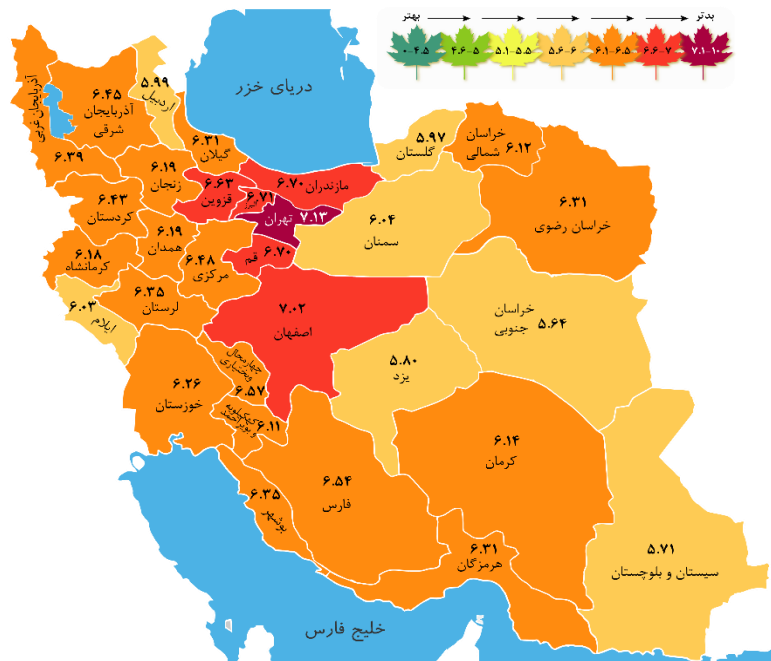 بهتر
بدتر
۰-۴.۵
۴.۶-۵
۵.۱-۵.۵
۵.۶-۶
۶.۱-۶.۵
۶.۶-۷
۷.۱-۱۰
دریای خزر
آذربایجان غربی
۶.۳۹
۶.۴۵
آذربایجان
شرقی
۵.۹۹
اردبیل
۶.۳۱
گیلان
۶.۱۹
زنجان
۶.۶۳
قزوین
۶.۷۰ مازندران
۶.۷۱
البرز
تهران ۷.۱۳
۵.۹۷
گلستان
خراسان
شمالی ۶.۱۲
۶.۳۱
خراسان رضوی
۶.۰۴
سمنان
۶.۴۳
کردستان
۶.۱۹
همدان
۶.۱۸
کرمانشاه
۶.۴۸
مرکزی
قم ۶.۷۰
۶.۰۳
ایلام
۶.۳۵
لرستان
۷.۰۲
اصفهان
خراسان
جنوبی ۵.۶۴
۵.۸۰
یزد
۶.۲۶
خوزستان
چهارمحال
وبختیاری
۶.۵۷
کهکیلویه
و بویراحمد
۶.۱۱
۶.۱۴
کرمان
۶.۵۴
فارس
۶.۳۵
بوشهر
۶.۳۱
هرمزگان
۵.۷۱
سیستان و بلوچستان
خلیج فارس